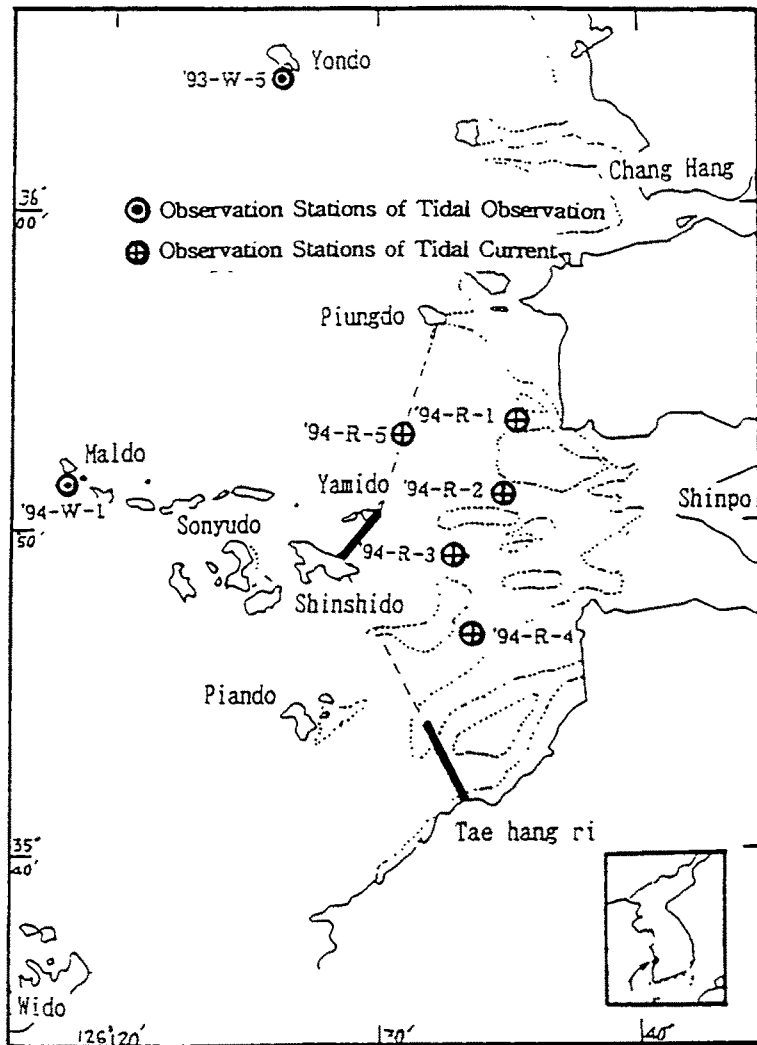 Yondo
'93-W-5
Chang Hang
36°
00'
Observation Stations of Tidal Observation
Observation Stations of Tidal Current
Piungdo
'94-R-1
'94-R-5
Maldo
'94-W-1
Yamido
'94-R-2
Shinpo
50'
Sonyudo
'94-R-3
Shinshido
'94-R-4
Piando
Tae hang ri
35°
40'
Wido
126°20'
30'
40'